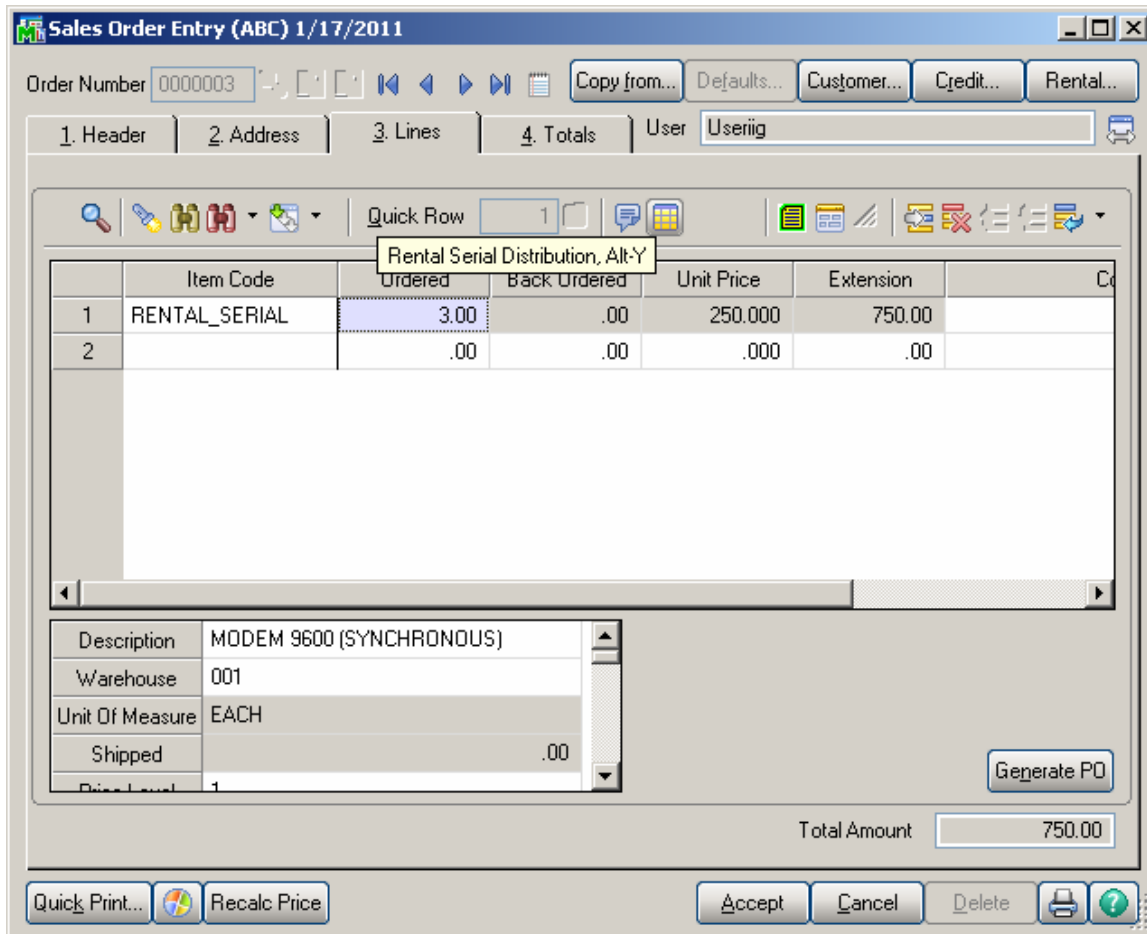 Sales Order Entry (ABC) 1/17/2011
Order Number 0000003 Copy from... Defaults... Customer... Credit... Rental...
1. Header 2. Address 3. Lines 4. Totals User Useriig
Quick Row 1
Rental Serial Distribution, Alt-Y
Item Code Ordered Back Ordered Unit Price Extension
1 RENTAL_SERIAL 3.00 .00 250.000 750.00
2 .00 .00 .000 .00
Description MODEM 9600 (SYNCHRONOUS)
Warehouse 001
Unit Of Measure EACH
Shipped .00
Price Level 1
Generate PO
Total Amount 750.00
Quick Print... Recalc Price Accept Cancel Delete